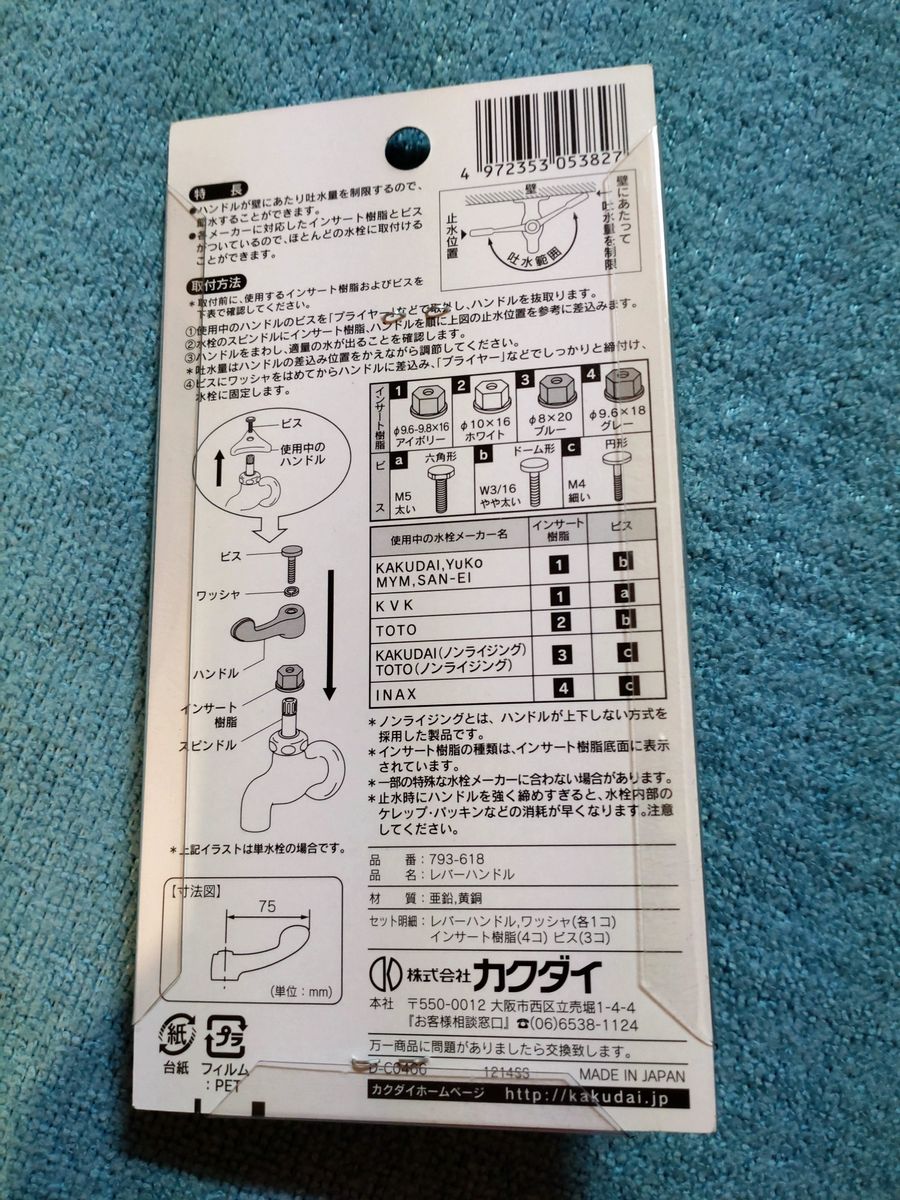 4 972353 053827
特長
●ハンドルが壁にあたり吐水量を制限するので、
節水することができます。
●各メーカーに対応したインサート樹脂とビス
がついているので、ほとんどの水栓に取付ける
ことができます。
壁
止水位置
吐水範囲
壁にあたって
吐水量を制限
取付方法
＊取付前に、使用するインサート樹脂およびビスを
下表で確認してください。
①使用中のハンドルのビスを「プライヤー」などで
し、ハンドルを抜取ります。
②水栓のスピンドルにインサート樹脂、ハンドルを順に上図の止水位置を参考に差込みます。
③ハンドルをまわし、適量の水が出ることを確認します。
＊吐水量はハンドルの差込み位置をかえながら調節してください。
④ビスにワッシャをはめてからハンドルに差込み、「プライヤー」などでしっかりと締付け、
水栓に固定します。
ビス
使用中の
ハンドル
ビス
ワッシャ
ハンドル
インサート
樹脂
スピンドル
＊上記イラストは単水栓の場合です。
インサート樹脂
1 2 3 4
φ9.6-9.8×16 φ10×16 φ8×20 φ9.6×18
アイボリー ホワイト ブルー グレー
ビス
a 六角形 b ドーム形 c 円形
M5 W3/16 M4
太い やや太い 細い
使用中の水栓メーカー名 インサート樹脂 ビス
KAKUDAI,YuKo
MYM,SAN-EI 1 b
KVK 1 a
TOTO 2 b
KAKUDAI(ノンライジング)
TOTO(ノンライジング) 3 c
INAX 4 c
＊ノンライジングとは、ハンドルが上下しない方式を
採用した製品です。
＊インサート樹脂の種類は、インサート樹脂底面に表示
されています。
＊一部の特殊な水栓メーカーに合わない場合があります。
＊止水時にハンドルを強く締めすぎると、水栓内部の
ケレップ・パッキンなどの消耗が早くなります。注意
してください。
品番：793-618
品名：レバーハンドル
材質：亜鉛,黄銅
セット明細：レバーハンドル,ワッシャ(各1コ)
インサート樹脂(4コ) ビス(3コ)
【寸法図】
75
(単位：mm)
株式会社カクダイ
本社 〒550-0012 大阪市西区立売堀1-4-4
『お客様相談窓口』☎(06)6538-1124
万一商品に問題がありましたら交換致します。
1214SS MADE IN JAPAN
カクダイホームページ http://kakudai.jp
紙
台紙
プラ
フィルム
：PET